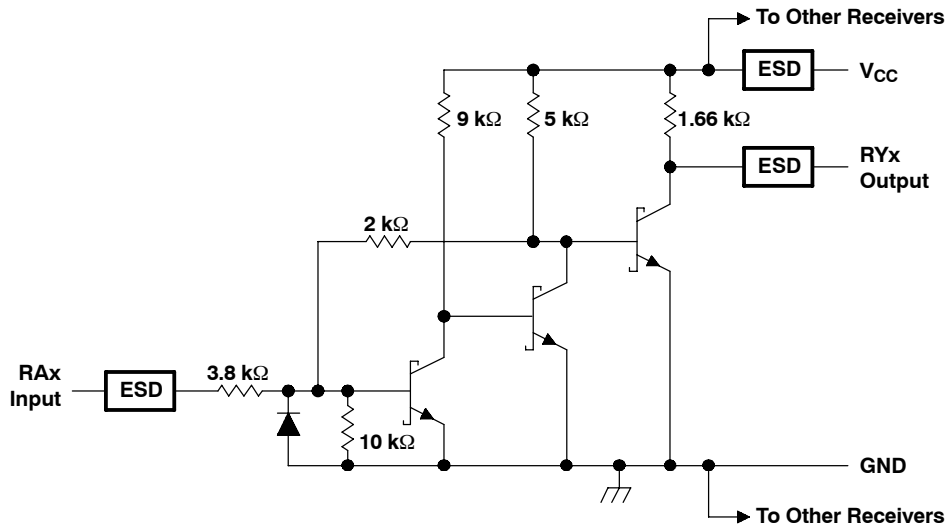 To Other Receivers
ESD
VCC
9 kΩ
5 kΩ
1.66 kΩ
ESD
RYx
Output
2 kΩ
RAx
Input
ESD
3.8 kΩ
10 kΩ
GND
To Other Receivers